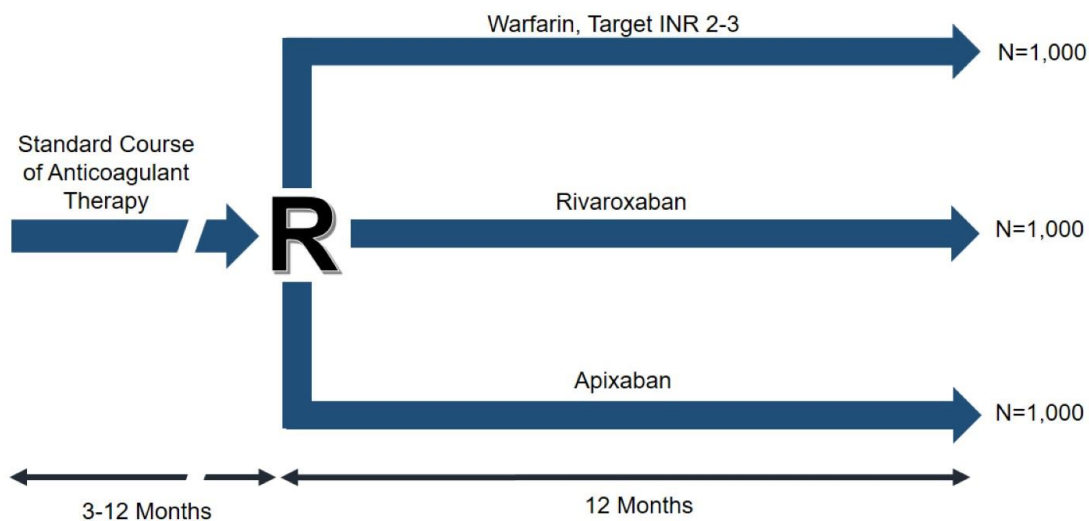 Warfarin, Target INR 2-3
N=1,000
Standard Course
of Anticoagulant
Therapy
R
Rivaroxaban
N=1,000
Apixaban
N=1,000
3-12 Months
12 Months